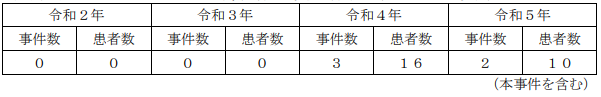 令和２年 令和３年 令和４年 令和５年
事件数 患者数 事件数 患者数 事件数 患者数 事件数 患者数
０ ０ ０ ０ ３ １６ ２ １０
（本事件を含む）